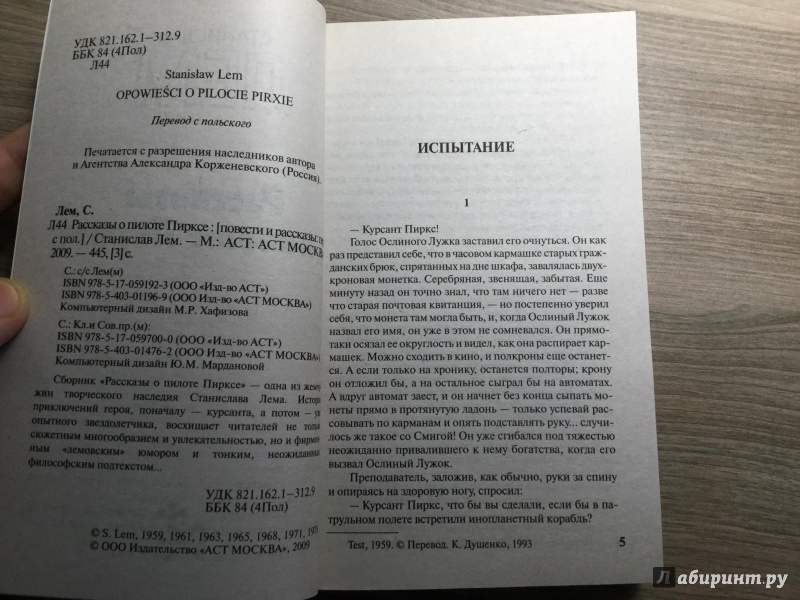 УДК 821.162.1–312.9
ББК 84 (4Пол)
Л44
Stanisław Lem
OPOWIEŚCI O PILOCIE PIRXIE
Перевод с польского
Печатается с разрешения наследников автора
и Агентства Александра Корженевского (Россия).
Лем, С.
Л44 Рассказы о пилоте Пирксе : [повести и рассказы:
с пол.] / Станислав Лем. — М.: АСТ: АСТ МОСКВ
2009. — 445, [3] с.
С.: с/с Лем(м)
ISBN 978-5-17-059192-3 (ООО «Изд-во АСТ»)
ISBN 978-5-403-01196-9 (ООО Изд-во «АСТ МОСКВА»)
Компьютерный дизайн М.Р. Хафизова
С.: Кл.и Сов.пр.(м):
ISBN 978-5-17-059700-0 (ООО «Изд-во АСТ»)
ISBN 978-5-403-01476-2 (ООО Изд-во «АСТ МОСКВА»)
Компьютерный дизайн Ю.М. Мардановой
Сборник «Рассказы о пилоте Пирксе» — одна из жемч
жин творческого наследия Станислава Лема. Истори
приключений героя, поначалу — курсанта, а потом —
опытного звездолетчика, восхищает читателей не толь
сюжетным многообразием и увлекательностью, но и фирмен
ным «лемовским» юмором и тонким, неожиданны
философским подтекстом...
УДК 821.162.1–312.9
ББК 84 (4Пол)
© S. Lem, 1959, 1961, 1963, 1965, 1968, 1971,
© ООО Издательство «АСТ МОСКВА», 2009
ИСПЫТАНИЕ
1
— Курсант Пиркс!
Голос Ослиного Лужка заставил его очнуться. Он как
раз представил себе, что в часовом кармашке старых граж-
данских брюк, спрятанных на дне шкафа, завалялась двух-
кроновая монетка. Серебряная, звенящая, забытая. Еще
минуту назад он точно знал, что там ничего нет — разве
что старая почтовая квитанция, — но постепенно уверил
себя, что монета там могла быть, и, когда Ослиный Лужок
назвал его имя, он уже в этом не сомневался. Он прямо-
таки осязал ее округлость и видел, как она распирает кар-
машек. Можно сходить в кино, и полкроны еще останет-
ся. А если только на хронику, останется полторы; крону
он отложил бы, а на остальное сыграл бы на автоматах.
А вдруг автомат заест, и он начнет без конца сыпать мо-
неты прямо в протянутую ладонь — только успевай рас-
совывать по карманам и опять подставлять руку... случи-
лось же такое со Смигой! Он уже сгибался под тяжестью
неожиданно привалившего к нему богатства, когда его
вызвал Ослиный Лужок.
Преподаватель, заложив, как обычно, руки за спину
и опираясь на здоровую ногу, спросил:
— Курсант Пиркс, что бы вы сделали, если бы в па-
трульном полете встретили инопланетный корабль?
Test, 1959. © Перевод. К. Душенко, 1993
5
Лабиринт.ру